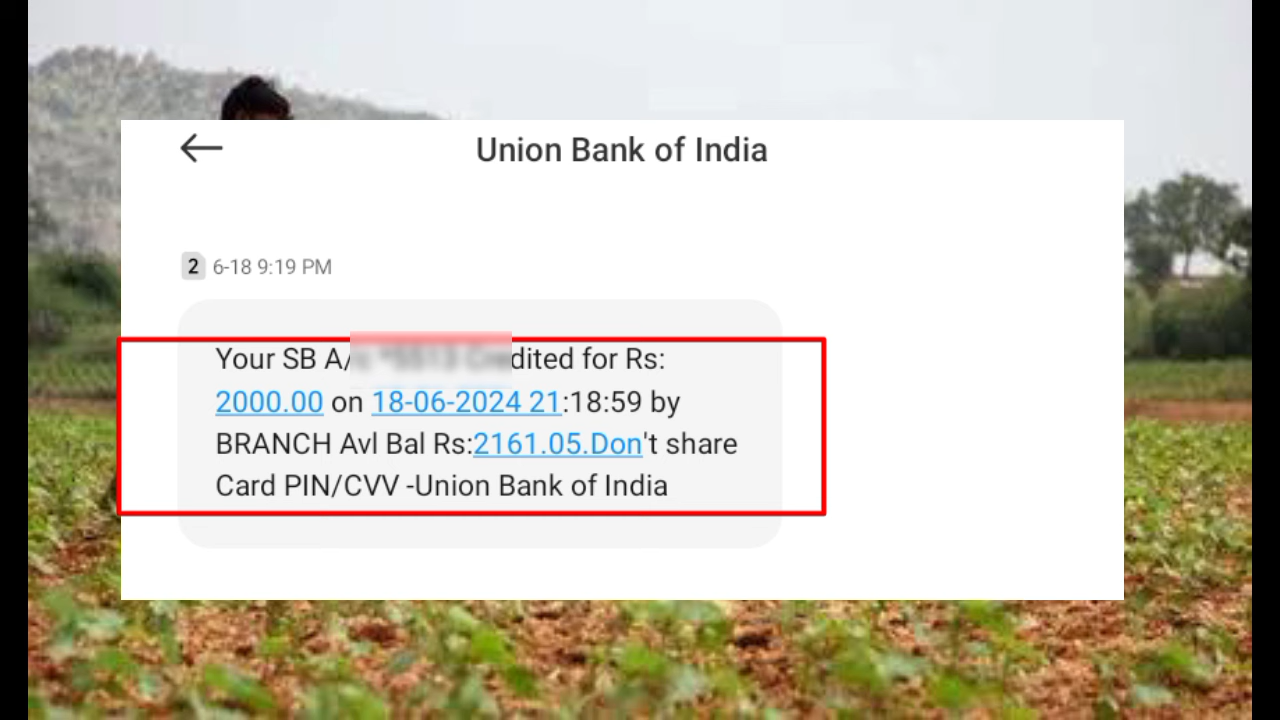 Union Bank of India
2 6-18 9:19 PM
Your SB A/ dited for Rs:
2000.00 on 18-06-2024 21:18:59 by
BRANCH Avl Bal Rs:2161.05.Don't share
Card PIN/CVV -Union Bank of India